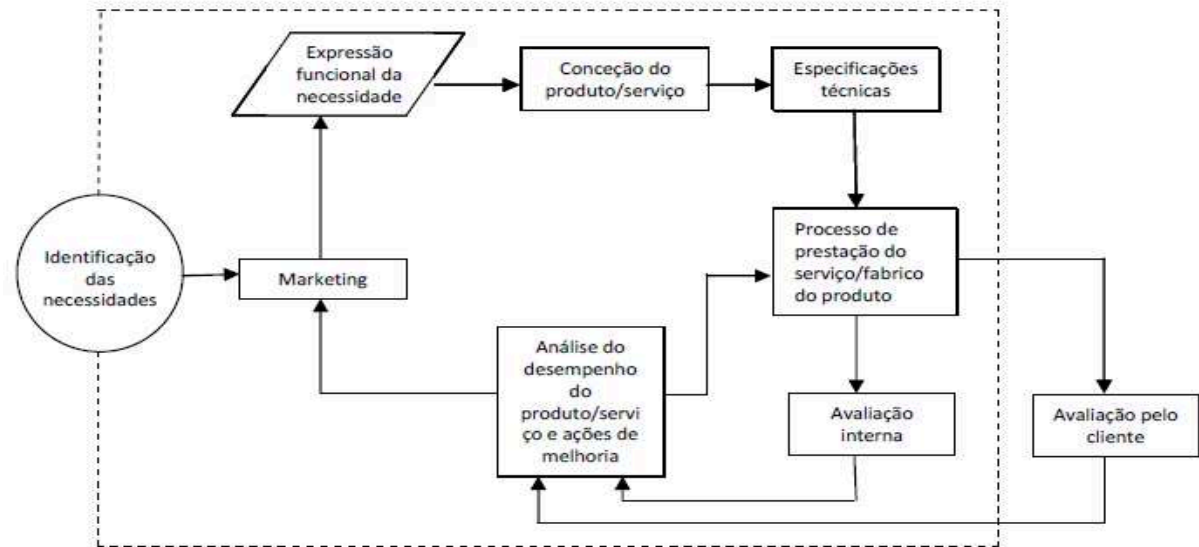 Expressão
funcional da
necessidade
Conceção do
produto/serviço
Especificações
técnicas
Identificação
das
necessidades
Marketing
Processo de
prestação do
serviço/fabrico
do produto
Análise do
desempenho
do
produto/servi
ço e ações de
melhoria
Avaliação
interna
Avaliação pelo
cliente